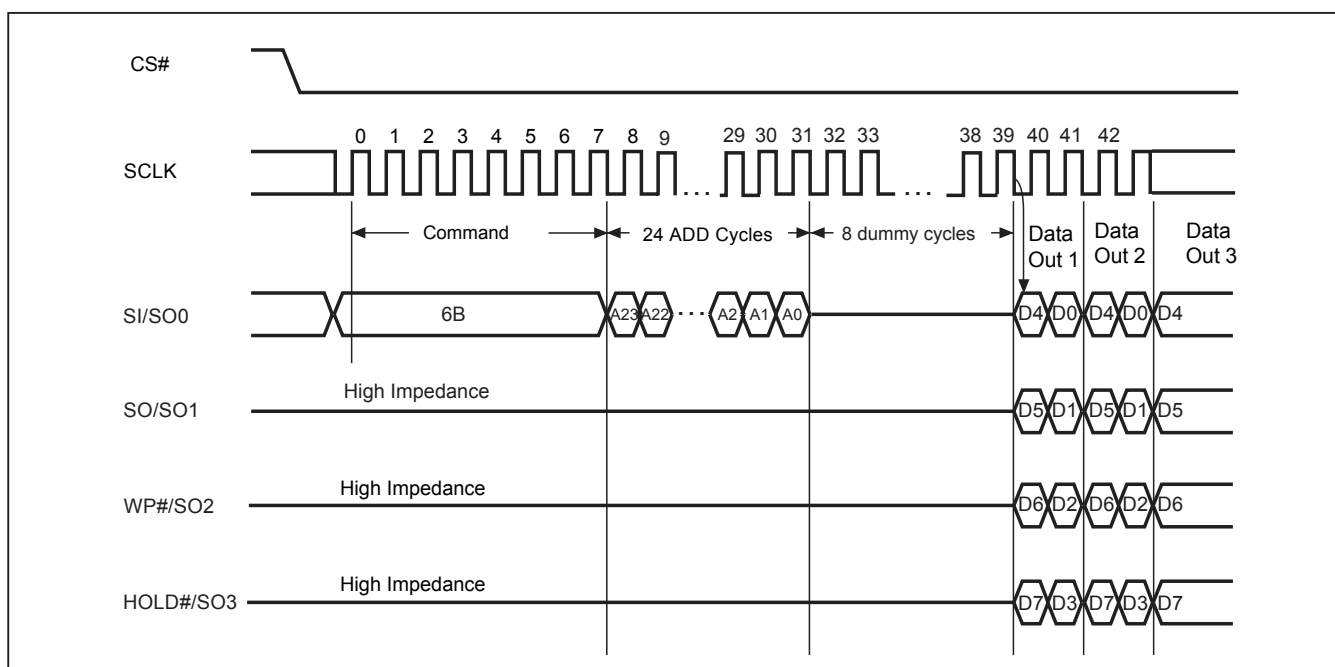 CS#
0 1 2 3 4 5 6 7 8 9 29 30 31 32 33 38 39 40 41 42
SCLK
. . . . . .
Command 24 ADD Cycles 8 dummy cycles Data Out 1 Data Out 2 Data Out 3
SI/SO0 6B A23 A22 · · · A2 A1 A0 D4 D0 D4 D0 D4
High Impedance
SO/SO1 D5 D1 D5 D1 D5
High Impedance
WP#/SO2 D6 D2 D6 D2 D6
High Impedance
HOLD#/SO3 D7 D3 D7 D3 D7